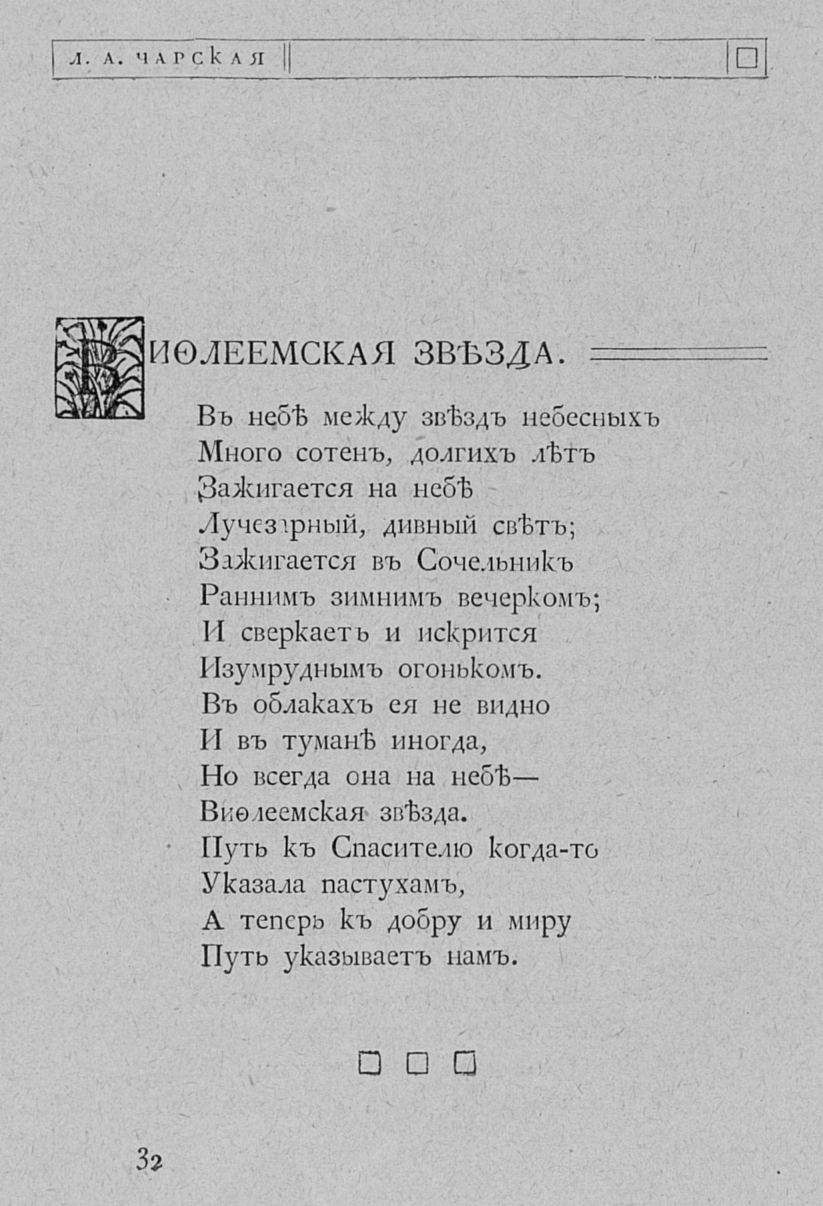 Л. А. ЧАРСКАЯ
ВИѲЛЕЕМСКАЯ ЗВѢЗДА.
Въ небѣ между звѣздъ небесныхъ
Много сотенъ, долгихъ лѣтъ
Зажигается на небѣ
Лучезарный, дивный свѣтъ;
Зажигается въ Сочельникъ
Раннимъ зимнимъ вечеркомъ;
И сверкаетъ и искрится
Изумруднымъ огонькомъ.
Въ облакахъ ея не видно
И въ туманѣ иногда,
Но всегда она на небѣ—
Виѳлеемская звѣзда.
Путь къ Спасителю когда-то
Указала пастухамъ,
А теперь къ добру и миру
Путь указываетъ намъ.
32